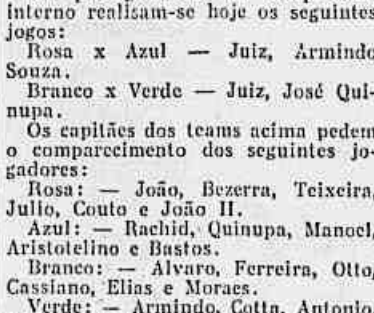 interno realisam-se hoje os seguintes
jogos:
Rosa x Azul — Juiz, Armindo
Souza.
Branco x Verde — Juiz, José Qui-
nupa.
Os capitães dos teams acima pedem
o comparecimento dos seguintes jo-
gadores:
Rosa: — João, Bezerra, Teixeira,
Julio, Couto e João II.
Azul: — Rachid, Quinupa, Manoel,
Aristotelino e Bastos.
Branco: — Alvaro, Ferreira, Otto,
Cassiano, Elias e Moraes.
Verde: — Armindo, Cotta, Antonio,